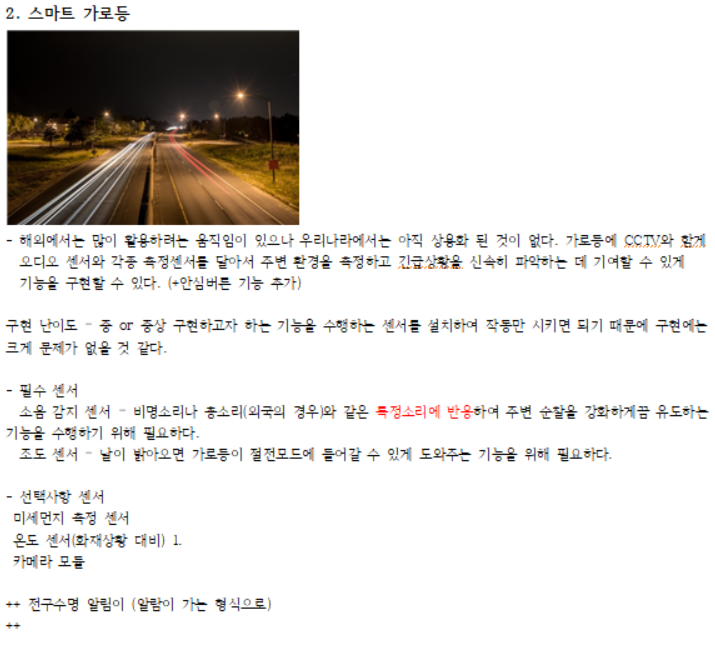 2. 스마트 가로등
- 해외에서는 많이 활용하려는 움직임이 있으나 우리나라에서는 아직 상용화 된 것이 없다. 가로등에 CCTV와 함께
오디오 센서와 각종 측정센서를 달아서 주변 환경을 측정하고 긴급상황을 신속히 파악하는 데 기여할 수 있게
기능을 구현할 수 있다. (+안심버튼 기능 추가)
구현 난이도 - 중 or 중상 구현하고자 하는 기능을 수행하는 센서를 설치하여 작동만 시키면 되기 때문에 구현에는
크게 문제가 없을 것 같다.
- 필수 센서
소음 감지 센서 - 비명소리나 총소리(외국의 경우)와 같은 특정소리에 반응하여 주변 순찰을 강화하게끔 유도하는
기능을 수행하기 위해 필요하다.
조도 센서 - 날이 밝아오면 가로등이 절전모드에 들어갈 수 있게 도와주는 기능을 위해 필요하다.
- 선택사항 센서
미세먼지 측정 센서
온도 센서(화재상황 대비) 1.
카메라 모듈
++ 전구수명 알림이 (알람이 가는 형식으로)
++